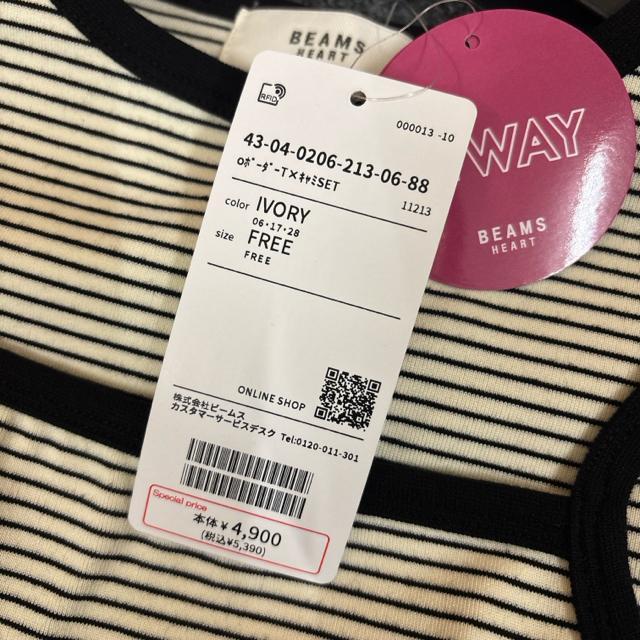 BEAMS
HEART
RFID
000013 -10
43-04-0206-213-06-88
0ﾎﾞｰﾀﾞｰT×ｷｬﾐSET
11213
color IVORY
06・17・28
size FREE
FREE
ONLINE SHOP
株式会社ビームス
カスタマーサービスデスク Tel:0120-011-301
Special price
本体¥4,900
(税込¥5,390)
WAY
BEAMS
HEART